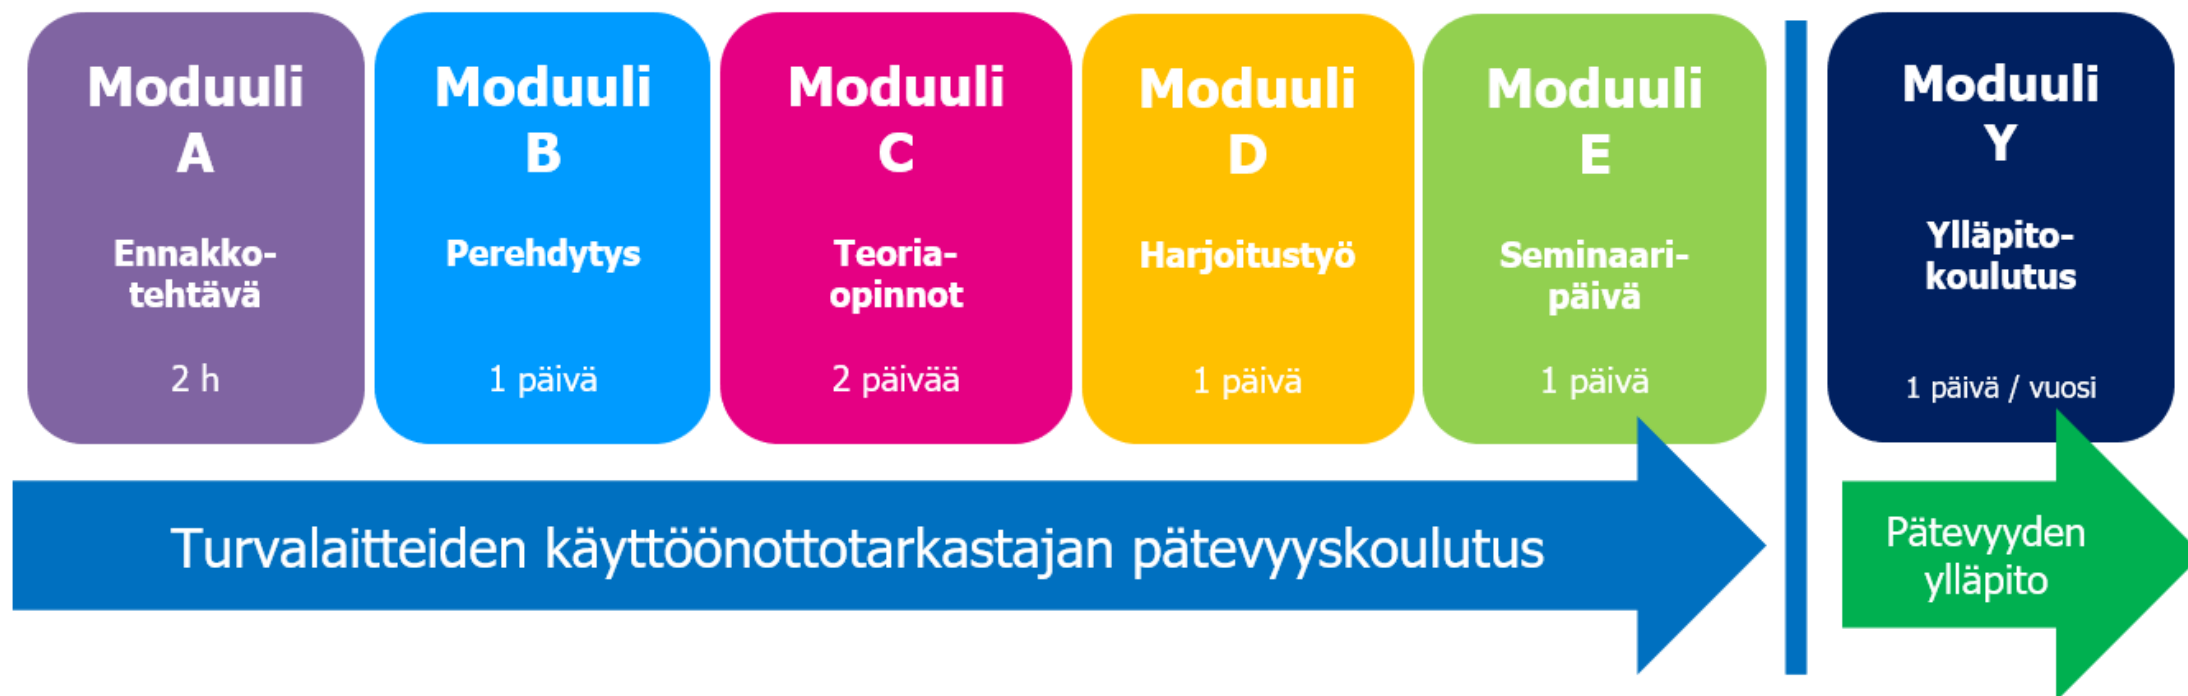 Moduuli
A
Ennakko-
tehtävä
2 h
Moduuli
B
Perehdytys
1 päivä
Moduuli
C
Teoria-
opinnot
2 päivää
Moduuli
D
Harjoitustyö
1 päivä
Moduuli
E
Seminaari-
päivä
1 päivä
Moduuli
Y
Ylläpito-
koulutus
1 päivä / vuosi
Turvalaitteiden käyttöönottotarkastajan pätevyyskoulutus
Pätevyyden
ylläpito